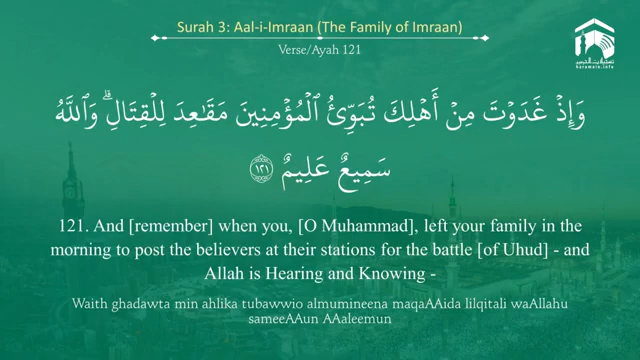 Surah 3: Aal-i-Imraan (The Family of Imraan)
Verse/Ayah 121
haramain.info
وَإِذۡ غَدَوۡتَ مِنۡ أَهۡلِكَ تُبَوِّئُ ٱلۡمُؤۡمِنِينَ مَقَٰعِدَ لِلۡقِتَالِۗ وَٱللَّهُ
سَمِيعٌ عَلِيمٌ ١٢١
121. And [remember] when you, [O Muhammad], left your family in the
morning to post the believers at their stations for the battle [of Uhud] - and
Allah is Hearing and Knowing -
Waith ghadawta min ahlika tubawwio almumineena maqaAAida lilqitali waAllahu
sameeAAun AAaleemun